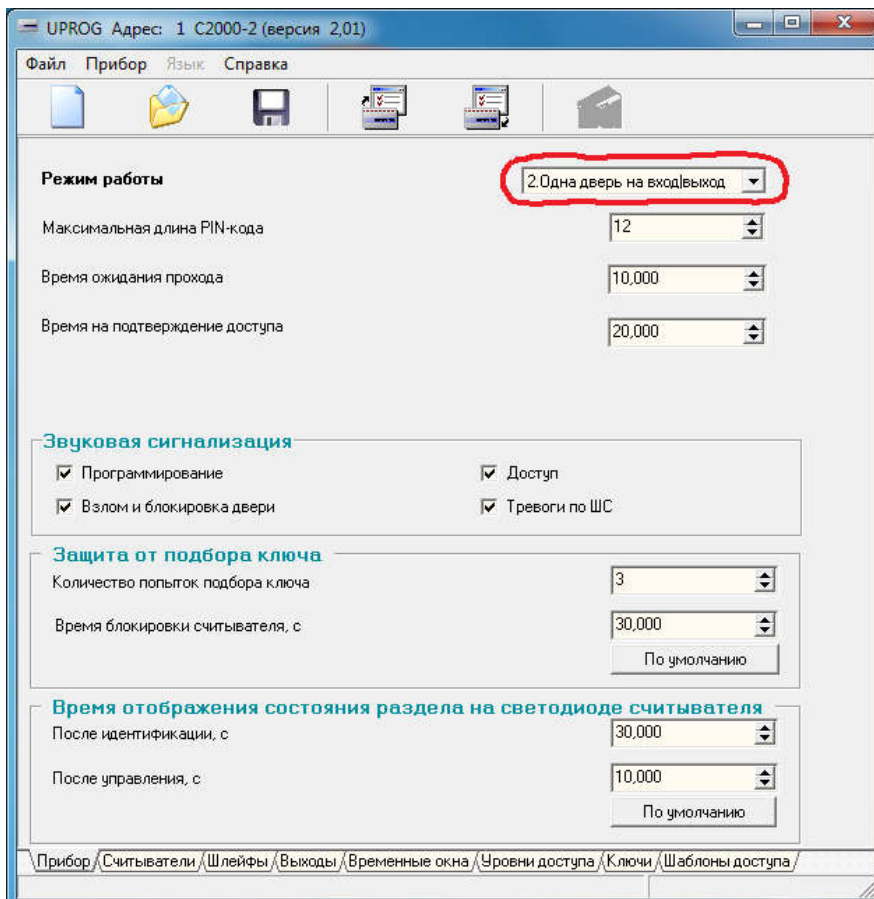 UPROG Адрес: 1 С2000-2 (версия 2,01)
Файл Прибор Язык Справка
Режим работы 2.Одна дверь на вход|выход
Максимальная длина PIN-кода 12
Время ожидания прохода 10,000
Время на подтверждение доступа 20,000
Звуковая сигнализация
Программирование Доступ
Взлом и блокировка двери Тревоги по ШС
Защита от подбора ключа
Количество попыток подбора ключа 3
Время блокировки считывателя, с 30,000
По умолчанию
Время отображения состояния раздела на светодиоде считывателя
После идентификации, с 30,000
После управления, с 10,000
По умолчанию
Прибор Считыватели Шлейфы Выходы Временные окна Уровни доступа Ключи Шаблоны доступа